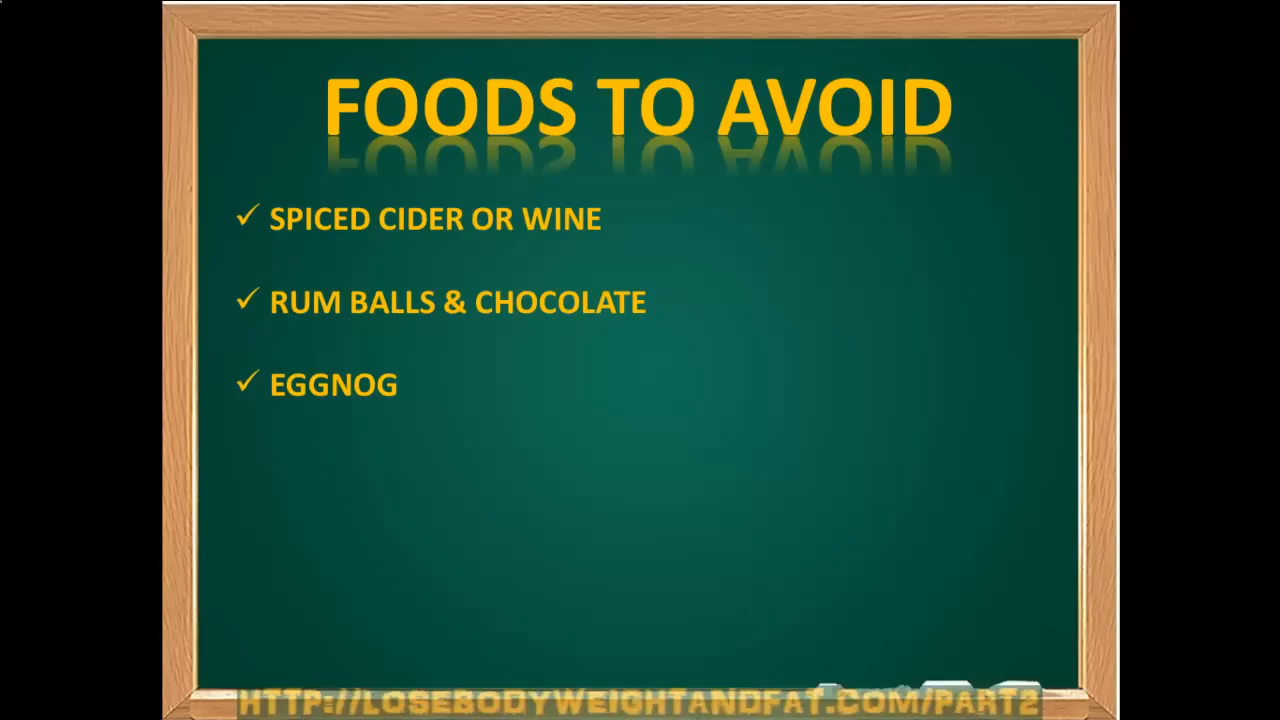 FOODS TO AVOID
✓ SPICED CIDER OR WINE
✓ RUM BALLS & CHOCOLATE
✓ EGGNOG
HTTP://LOSEBODYWEIGHTANDFAT.COM/PART2